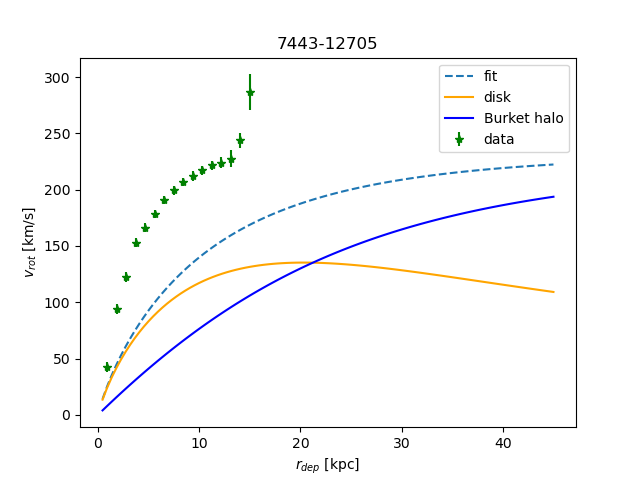 7443-12705
300
250
200
150
100
50
0
v_rot [km/s]
fit
disk
Burket halo
data
0 10 20 30 40
r_dep [kpc]